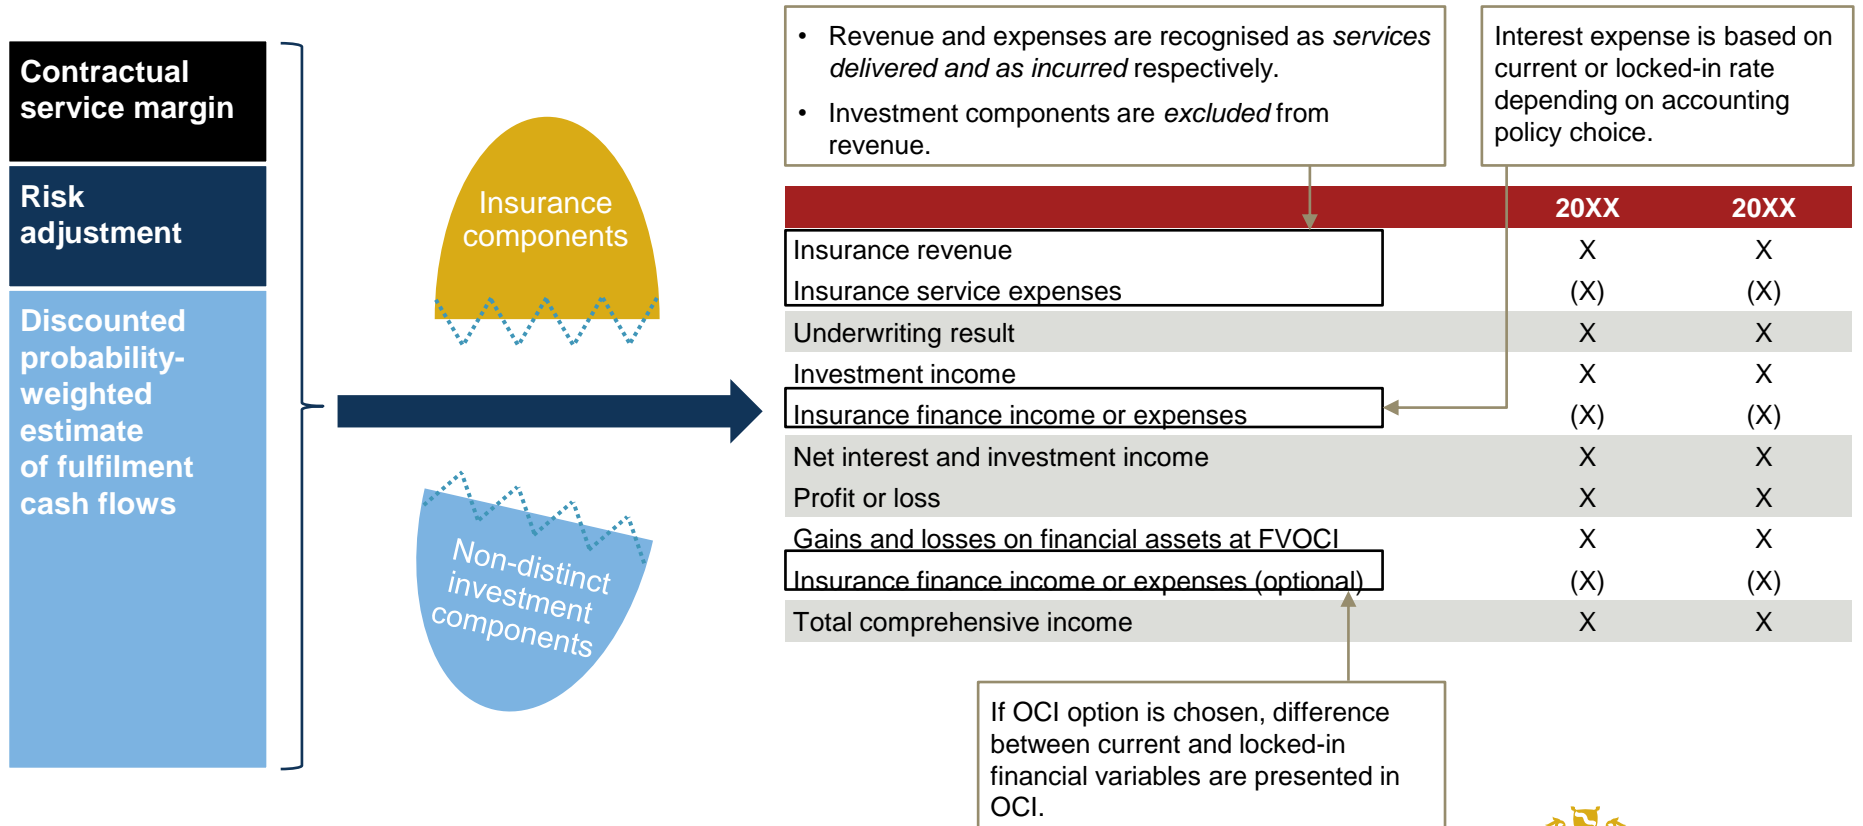 Contractual
service margin
Risk
adjustment
Discounted
probability-
weighted
estimate
of fulfilment
cash flows
Insurance
components
Non-distinct
investment
components
• Revenue and expenses are recognised as services
delivered and as incurred respectively.
• Investment components are excluded from
revenue.
Interest expense is based on
current or locked-in rate
depending on accounting
policy choice.
20XX 20XX
Insurance revenue X X
Insurance service expenses (X) (X)
Underwriting result X X
Investment income X X
Insurance finance income or expenses (X) (X)
Net interest and investment income X X
Profit or loss X X
Gains and losses on financial assets at FVOCI X X
Insurance finance income or expenses (optional) (X) (X)
Total comprehensive income X X
If OCI option is chosen, difference
between current and locked-in
financial variables are presented in
OCI.